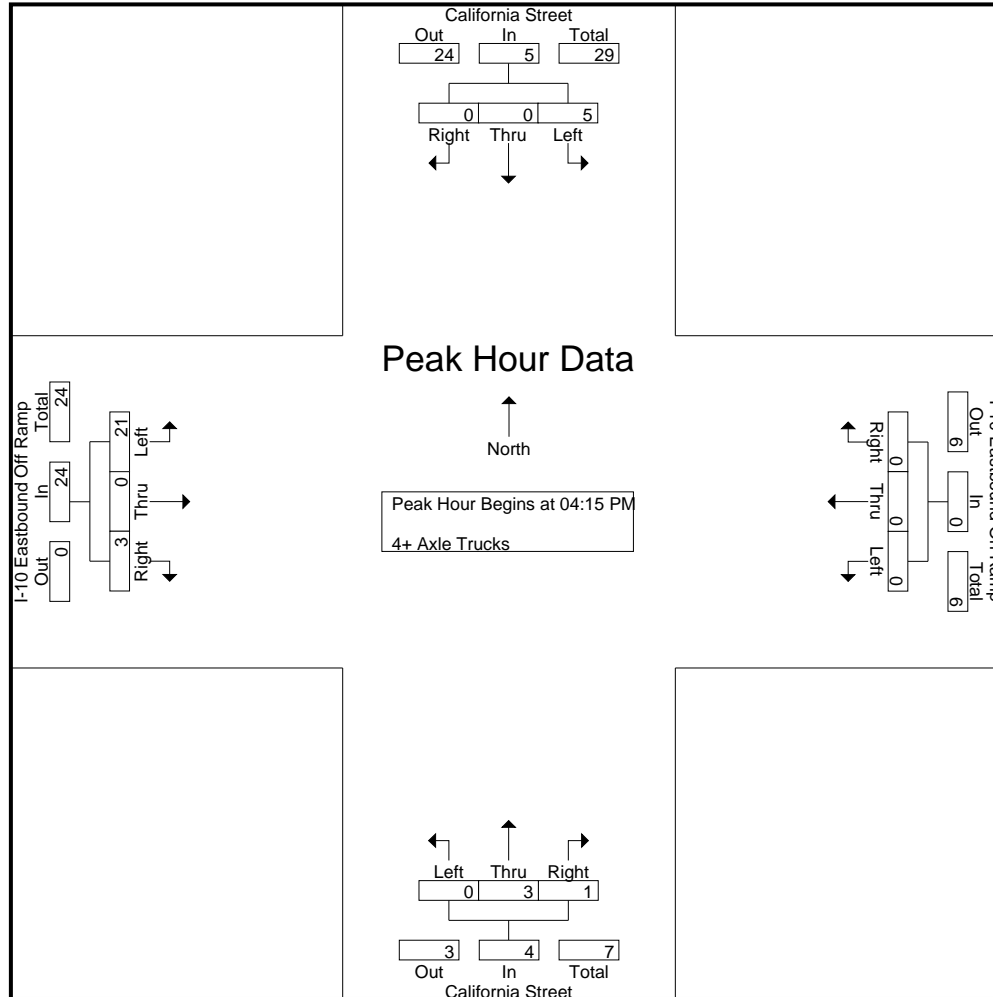 California Street
Out In Total
24 5 29
0 0 5
Right Thru Left
Peak Hour Data
North
Peak Hour Begins at 04:15 PM
4+ Axle Trucks
I-10 Eastbound Off Ramp
Total In Out
24 24 0
21 0 3
Left Thru Right
Right Thru Left
0 0 0
6 0 6
Out In Total
Left Thru Right
0 3 1
3 4 7
Out In Total
California Street